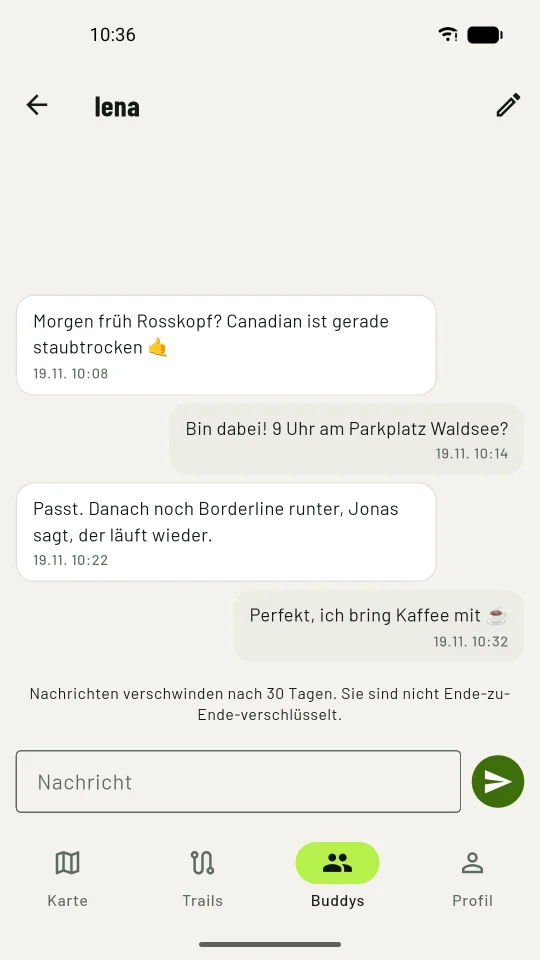 10:36
lena
Morgen früh Rosskopf? Canadian ist gerade
staubtrocken 🤙
19.11. 10:08
Bin dabei! 9 Uhr am Parkplatz Waldsee?
19.11. 10:14
Passt. Danach noch Borderline runter, Jonas
sagt, der läuft wieder.
19.11. 10:22
Perfekt, ich bring Kaffee mit ☕
19.11. 10:32
Nachrichten verschwinden nach 30 Tagen. Sie sind nicht Ende-zu-
Ende-verschlüsselt.
Nachricht
Karte
Trails
Buddys
Profil